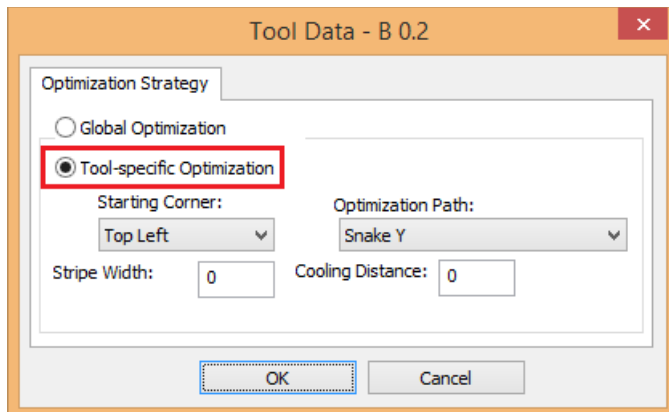 Tool Data - B 0.2
Optimization Strategy
Global Optimization
Tool-specific Optimization
Starting Corner:
Optimization Path:
Top Left
Snake Y
Stripe Width:
0
Cooling Distance:
0
OK
Cancel